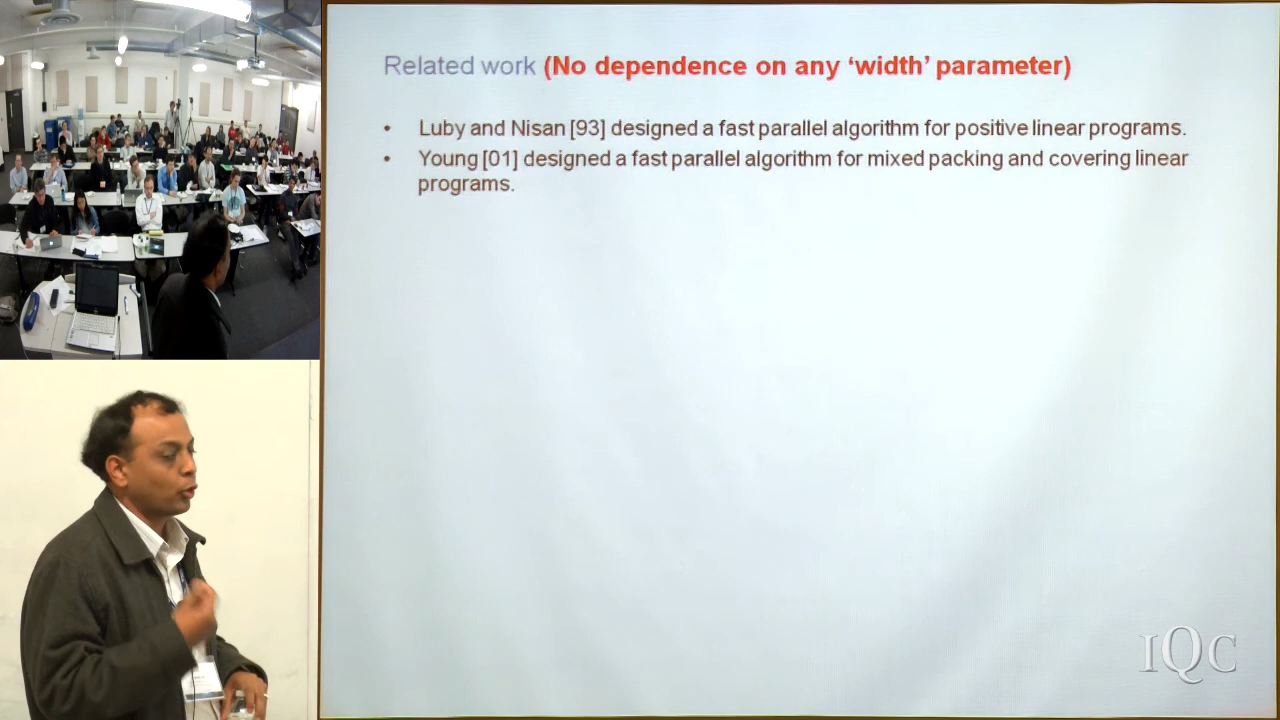 Related work (No dependence on any ‘width’ parameter)
• Luby and Nisan [93] designed a fast parallel algorithm for positive linear programs.
• Young [01] designed a fast parallel algorithm for mixed packing and covering linear
programs.
IQC